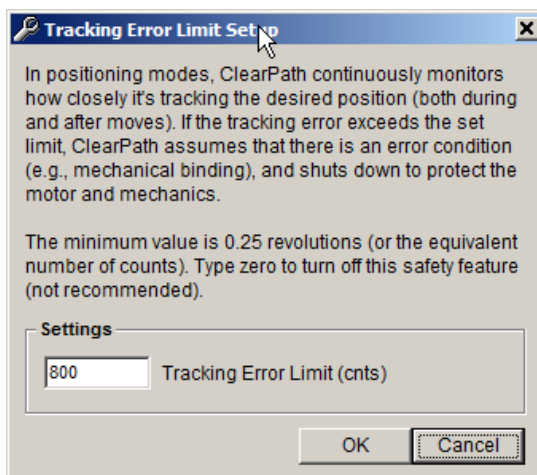 Tracking Error Limit Setup
In positioning modes, ClearPath continuously monitors
how closely it's tracking the desired position (both during
and after moves). If the tracking error exceeds the set
limit, ClearPath assumes that there is an error condition
(e.g., mechanical binding), and shuts down to protect the
motor and mechanics.
The minimum value is 0.25 revolutions (or the equivalent
number of counts). Type zero to turn off this safety feature
(not recommended).
Settings
800 Tracking Error Limit (cnts)
OK Cancel